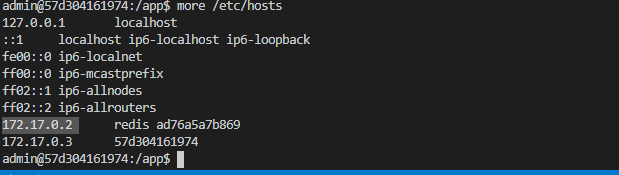 admin@57d304161974:/app$ more /etc/hosts
127.0.0.1 localhost
::1 localhost ip6-localhost ip6-loopback
fe00::0 ip6-localnet
ff00::0 ip6-mcastprefix
ff02::1 ip6-allnodes
ff02::2 ip6-allrouters
172.17.0.2 redis ad76a5a7b869
172.17.0.3 57d304161974
admin@57d304161974:/app$